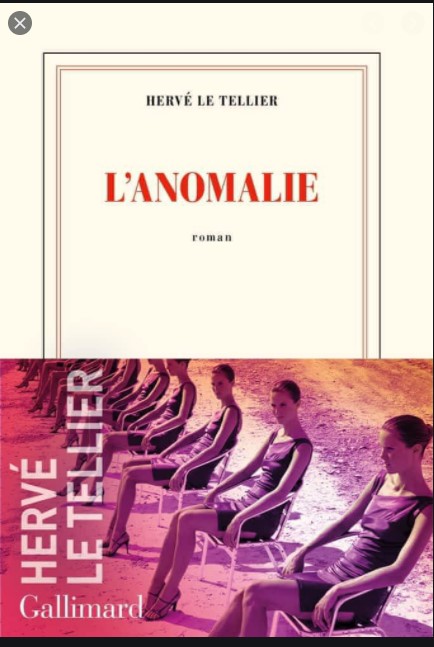 HERVÉ LE TELLIER
L'ANOMALIE
roman
HERVÉ
LE TELLIER
Gallimard